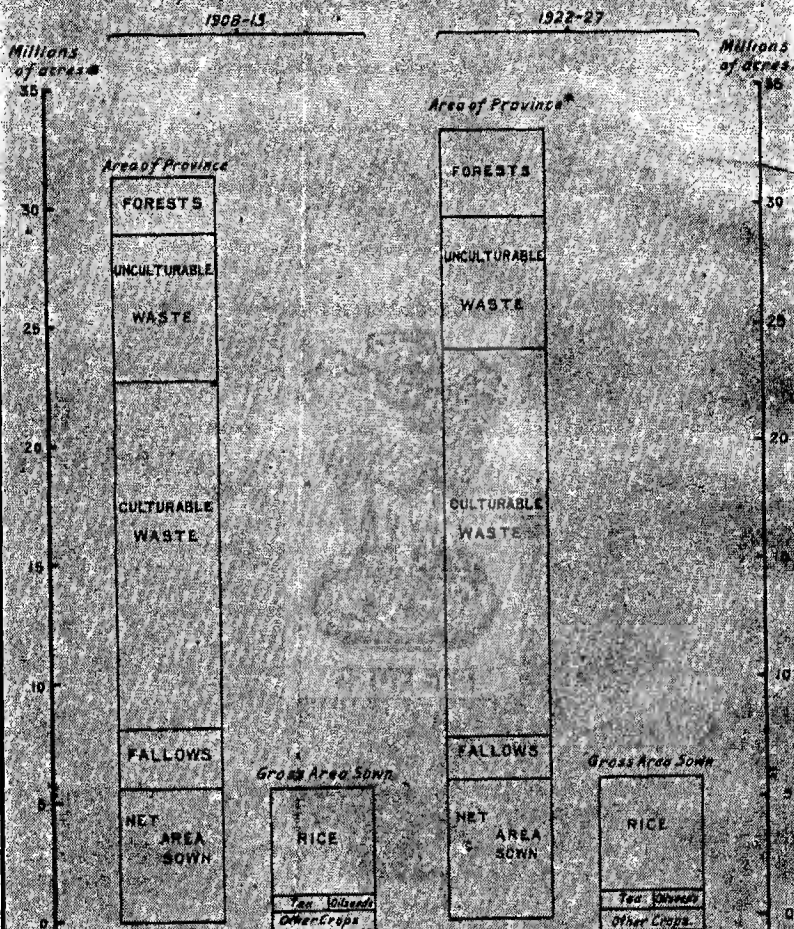 1908-13
1922-27
Millions
of acres
Millions
of acres.
35
30
25
20
15
10
5
0
Area of Province
FORESTS
UNCULTURABLE
WASTE
CULTURABLE
WASTE
FALLOWS
NET
AREA
SOWN
Gross Area Sown
RICE
Tea Oilseeds
Other Crops
Area of Province*
FORESTS
UNCULTURABLE
WASTE
CULTURABLE
WASTE
FALLOWS
NET
AREA
SOWN
Gross Area Sown
RICE
Tea Oilseeds
Other Crops.
35
30
25
20
15
10
5
0